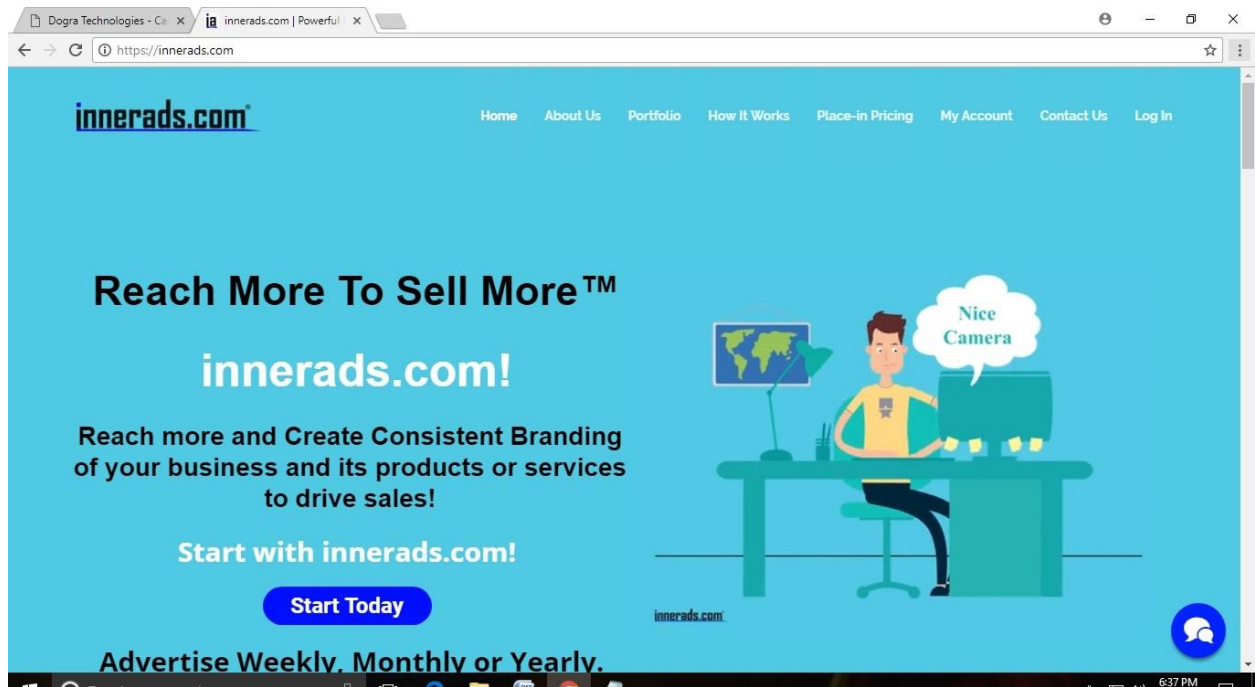 Dogra Technologies - Ca
ia innerads.com | Powerful
https://innerads.com
innerads.com
Home About Us Portfolio How It Works Place-in Pricing My Account Contact Us Log In
Reach More To Sell More™
innerads.com!
Reach more and Create Consistent Branding
of your business and its products or services
to drive sales!
Start with innerads.com!
Start Today
Advertise Weekly, Monthly or Yearly.
Nice
Camera
innerads.com
6:37 PM